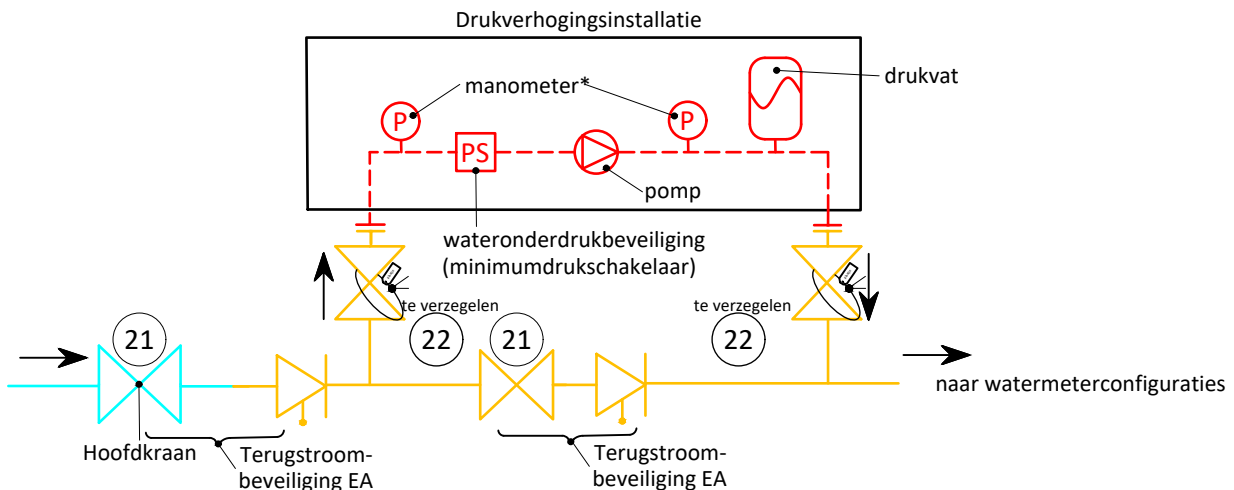 Drukverhogingsinstallatie
manometer*
drukvat
P
P
PS
pomp
wateronderdrukbeveiliging
(minimumdrukschakelaar)
te verzegelen
te verzegelen
21
22
21
22
naar watermeterconfiguraties
Hoofdkraan
Terugstroom-
beveiliging EA
Terugstroom-
beveiliging EA